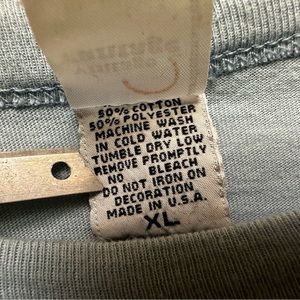 50% COTTON
50% POLYESTER
MACHINE WASH
IN COLD WATER
TUMBLE DRY LOW
REMOVE PROMPTLY
NO BLEACH
DO NOT IRON ON
DECORATION
MADE IN U.S.A.
XL